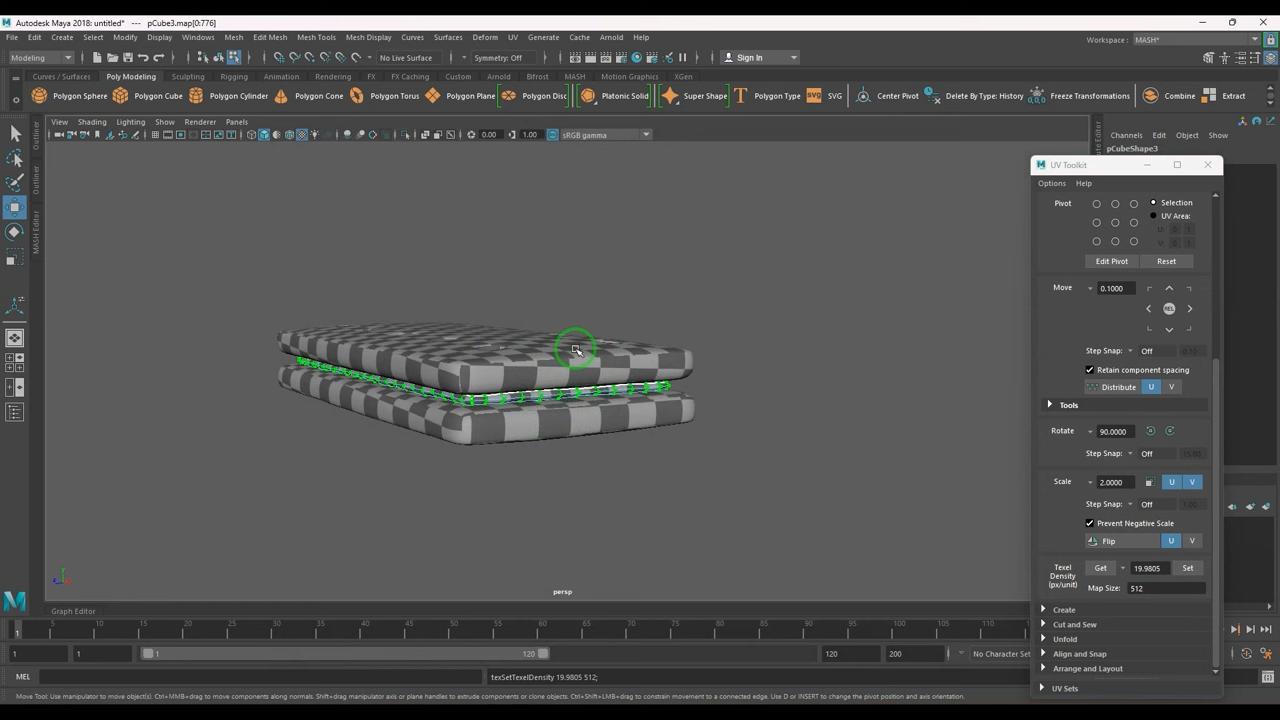 Autodesk Maya 2018: untitled* --- pCube3.map[0:776]
File Edit Create Select Modify Display Windows Mesh Edit Mesh Mesh Tools Mesh Display Curves Surfaces Deform UV Generate Cache Arnold Help
Workspace : MASH*
Modeling No Live Surface Symmetry: Off Sign In
Curves / Surfaces Poly Modeling Sculpting Rigging Animation Rendering FX FX Caching Custom Arnold Bifrost MASH Motion Graphics XGen
Polygon Sphere Polygon Cube Polygon Cylinder Polygon Cone Polygon Torus Polygon Plane Polygon Disc Platonic Solid Super Shape Polygon Type SVG SVG Center Pivot Delete By Type: History Freeze Transformations Combine Extract
View Shading Lighting Show Renderer Panels
0.00 1.00 sRGB gamma
Outliner
Outliner
MASH Editor
Channels Edit Object Show
pCubeShape3
UV Toolkit
Options Help
Pivot Selection
UV Area:
U: 0 1
Edit Pivot Reset
Move 0.1000
Step Snap: Off 0.10
Retain component spacing
Distribute U V
Tools
Rotate 90.0000
Step Snap: Off 15.00
Scale 2.0000 U V
Step Snap: Off 1.00
Prevent Negative Scale
Flip U V
Texel Density (px/unit) Get 19.9805 Set
Map Size: 512
Create
Cut and Sew
Unfold
Align and Snap
Arrange and Layout
UV Sets
persp
Graph Editor
5 10 15 20 25 30 35 40 45 50 55 60 65 70 75 80 85 90 95 100 105 110
1
1 1 1 120 120 200 No Character Set
MEL texSetTexelDensity 19.9805 512;
Move Tool: Use manipulator to move object(s). Ctrl+MMB+drag to move components along normals. Shift+drag manipulator axis or plane handles to extrude components or clone objects. Ctrl+Shift+LMB+drag to constrain movement to a connected edge. Use D or INSERT to change the pivot position and axis orientation.